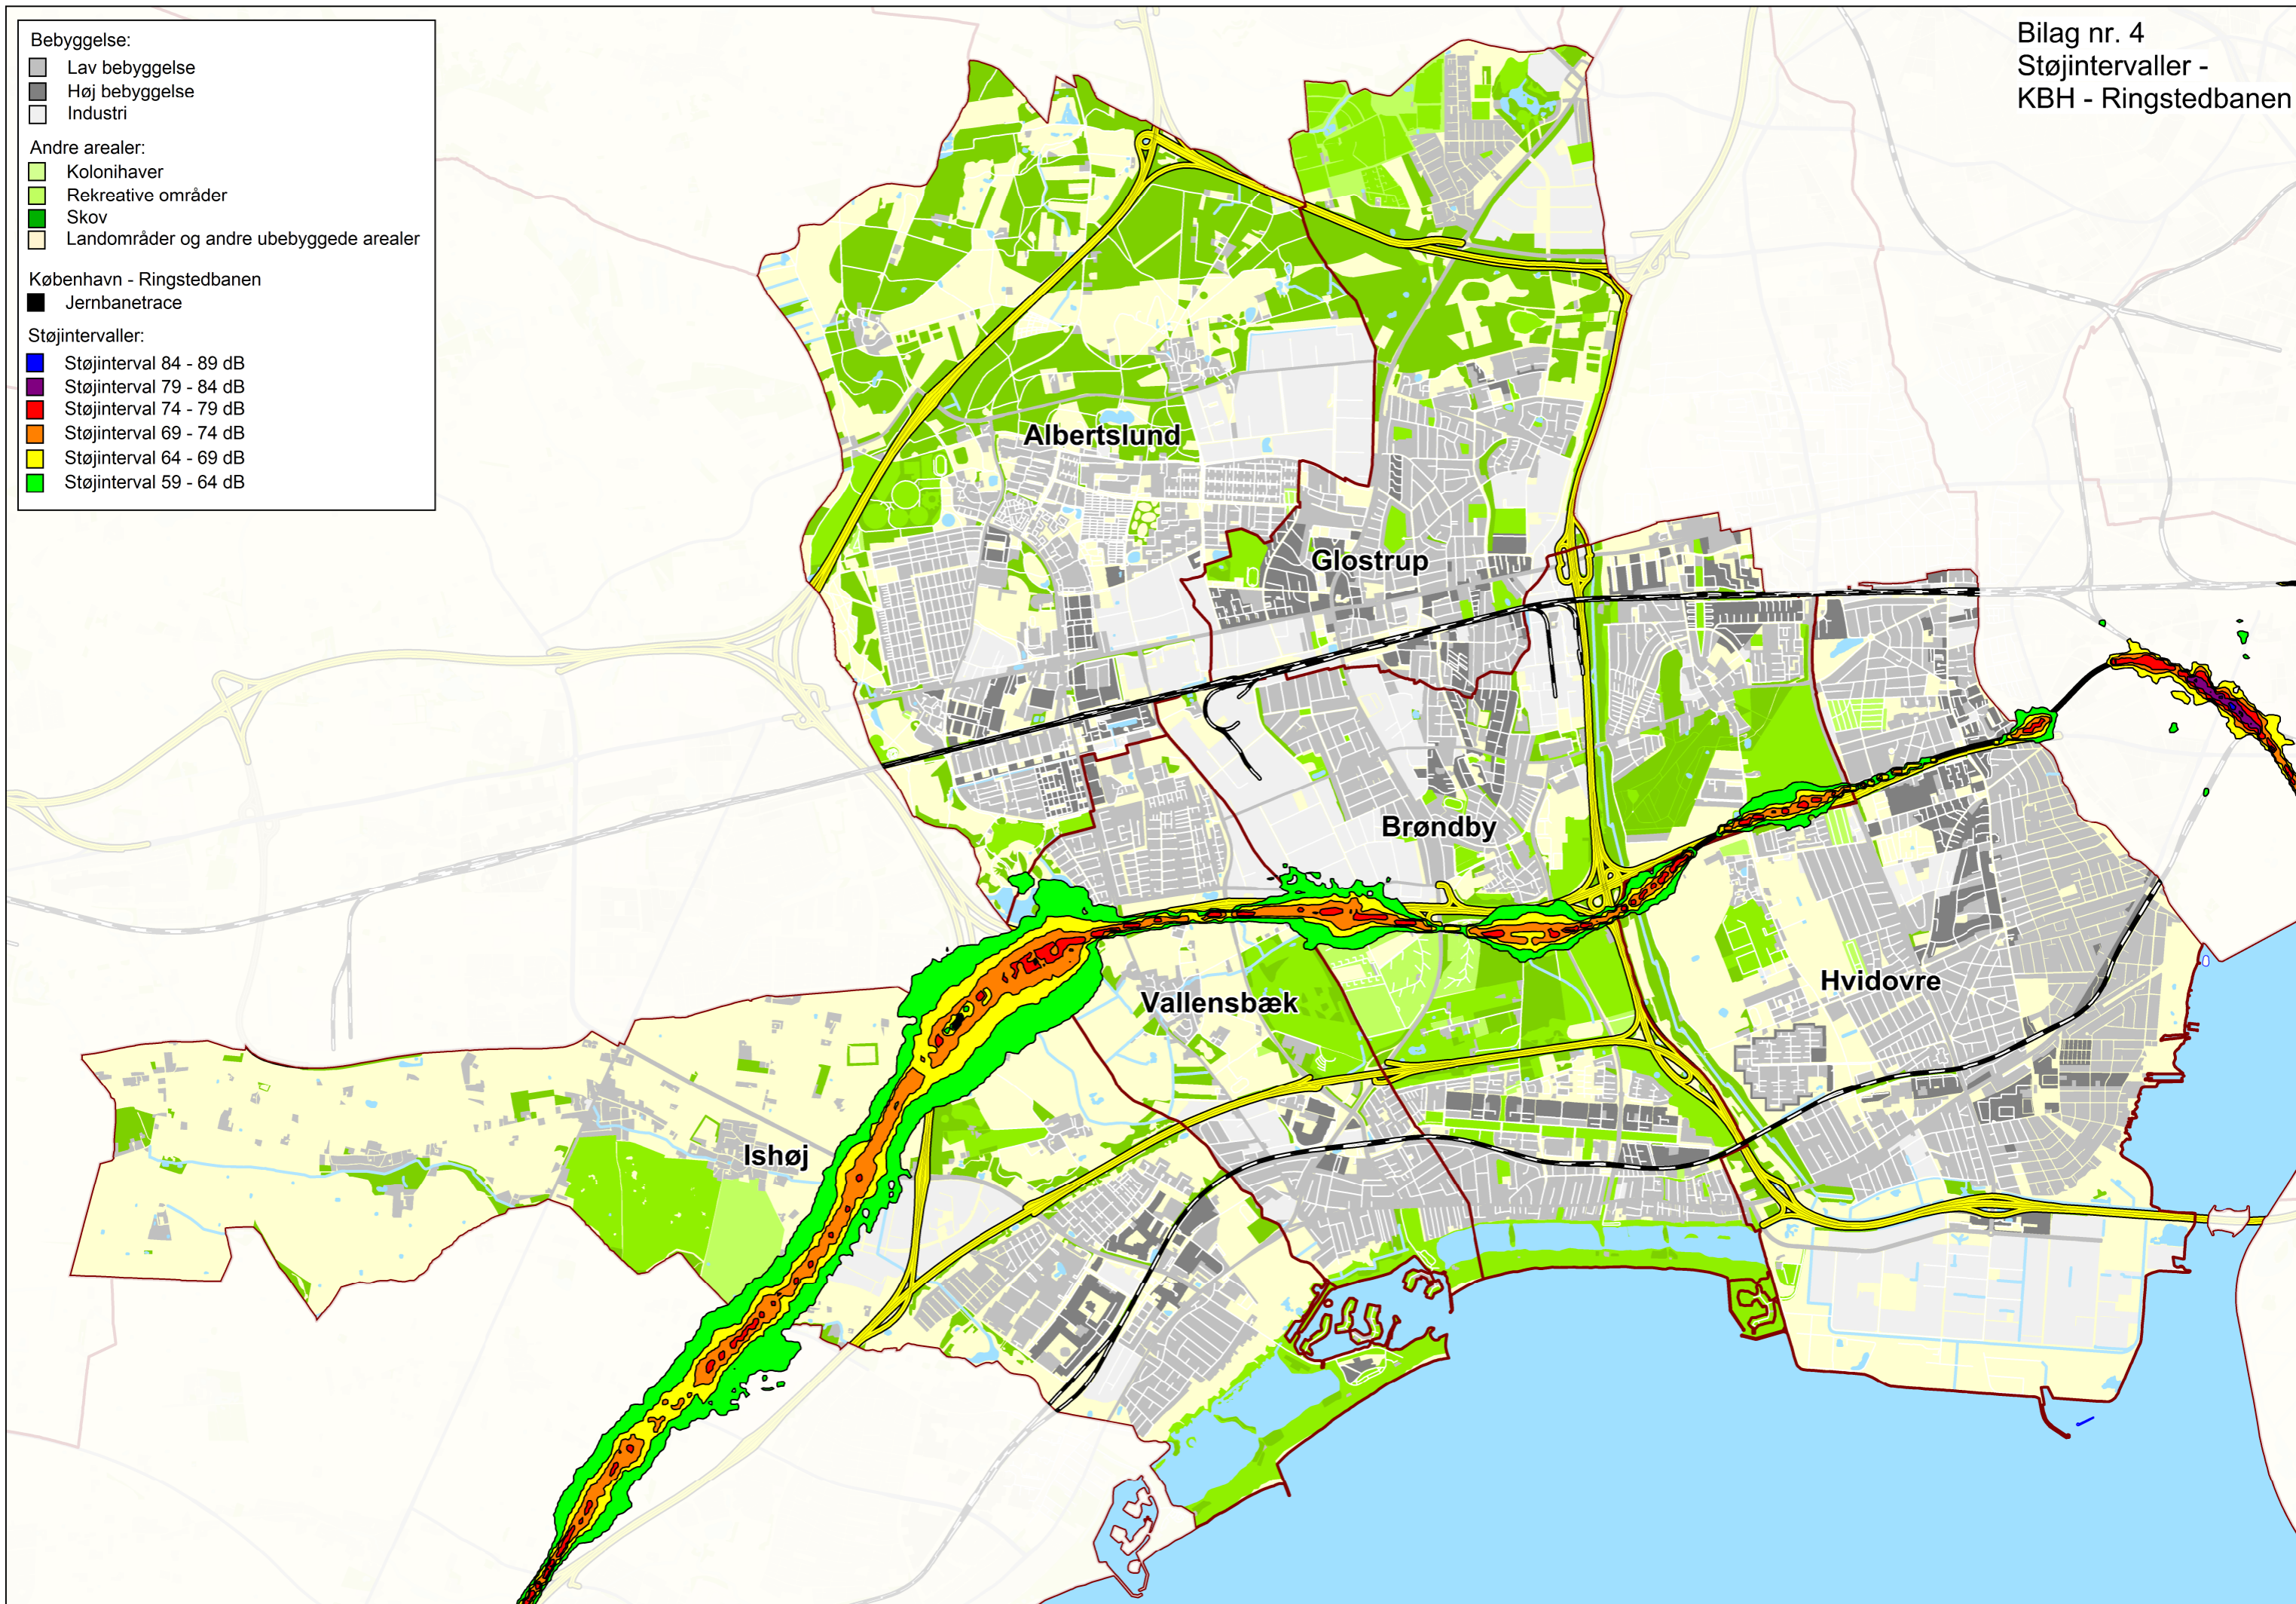 Bebyggelse:
Lav bebyggelse
Høj bebyggelse
Industri
Andre arealer:
Kolonihaver
Rekreative områder
Skov
Landområder og andre ubebyggede arealer
København - Ringstedbanen
Jernbanetrace
Støjintervaller:
Støjinterval 84 - 89 dB
Støjinterval 79 - 84 dB
Støjinterval 74 - 79 dB
Støjinterval 69 - 74 dB
Støjinterval 64 - 69 dB
Støjinterval 59 - 64 dB
Bilag nr. 4
Støjintervaller -
KBH - Ringstedbanen
Albertslund
Glostrup
Brøndby
Hvidovre
Vallensbæk
Ishøj